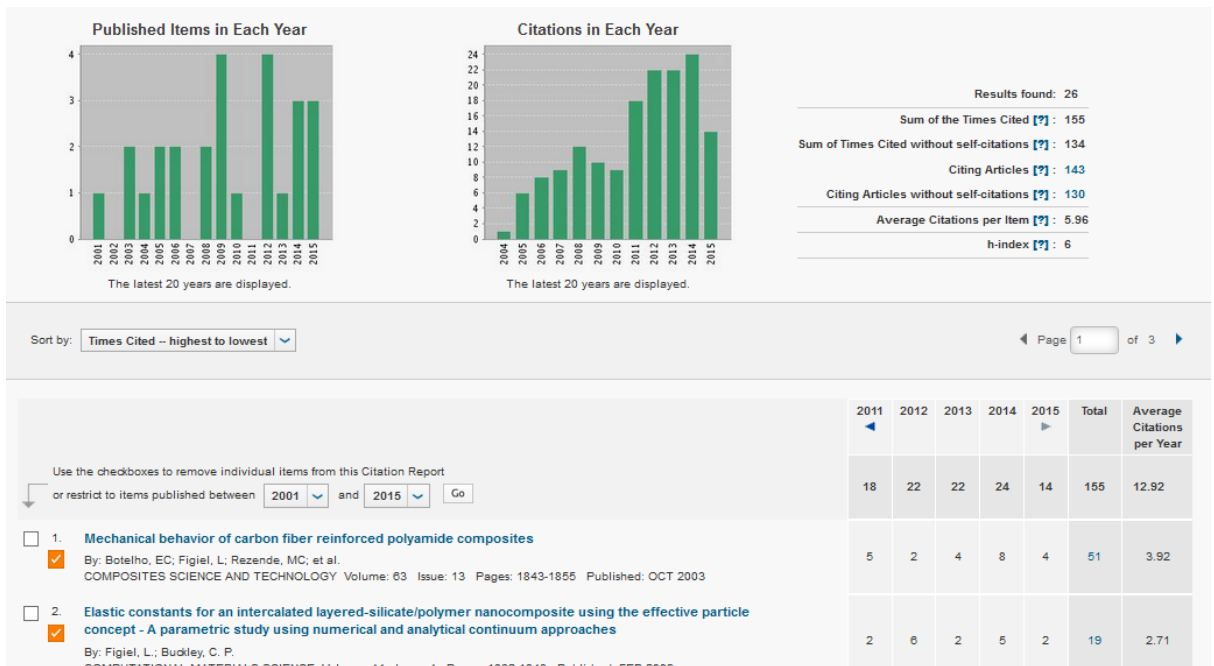 Published Items in Each Year
4
3
2
1
0
2001
2002
2003
2004
2005
2006
2007
2008
2009
2010
2011
2012
2013
2014
2015
The latest 20 years are displayed.
Citations in Each Year
24
22
20
18
16
14
12
10
8
6
4
2
0
2004
2005
2006
2007
2008
2009
2010
2011
2012
2013
2014
2015
The latest 20 years are displayed.
Results found: 26
Sum of the Times Cited [?] : 155
Sum of Times Cited without self-citations [?] : 134
Citing Articles [?] : 143
Citing Articles without self-citations [?] : 130
Average Citations per Item [?] : 5.96
h-index [?] : 6
Sort by: Times Cited -- highest to lowest
Page 1 of 3
2011 2012 2013 2014 2015 Total Average
Citations
per Year
Use the checkboxes to remove individual items from this Citation Report
or restrict to items published between 2001 and 2015 Go
18 22 22 24 14 155 12.92
1. Mechanical behavior of carbon fiber reinforced polyamide composites
By: Botelho, EC; Figiel, L; Rezende, MC; et al.
COMPOSITES SCIENCE AND TECHNOLOGY Volume: 63 Issue: 13 Pages: 1843-1855 Published: OCT 2003
5 2 4 8 4 51 3.92
2. Elastic constants for an intercalated layered-silicate/polymer nanocomposite using the effective particle
concept - A parametric study using numerical and analytical continuum approaches
By: Figiel, L.; Buckley, C. P.
2 6 2 5 2 19 2.71